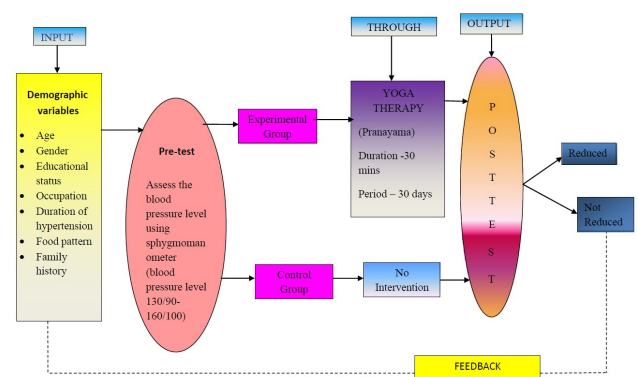 INPUT
THROUGH
OUTPUT
Demographic
variables
• Age
• Gender
• Educational
status
• Occupation
• Duration of
hypertension
• Food pattern
• Family
history
Pre-test
Assess the
blood
pressure level
using
sphygmoman
ometer
(blood
pressure level
130/90-
160/100)
Experimental
Group
Control
Group
YOGA
THERAPY
(Pranayama)
Duration -30
mins
Period – 30 days
No
Intervention
P
O
S
T
T
E
S
T
Reduced
Not
Reduced
FEEDBACK